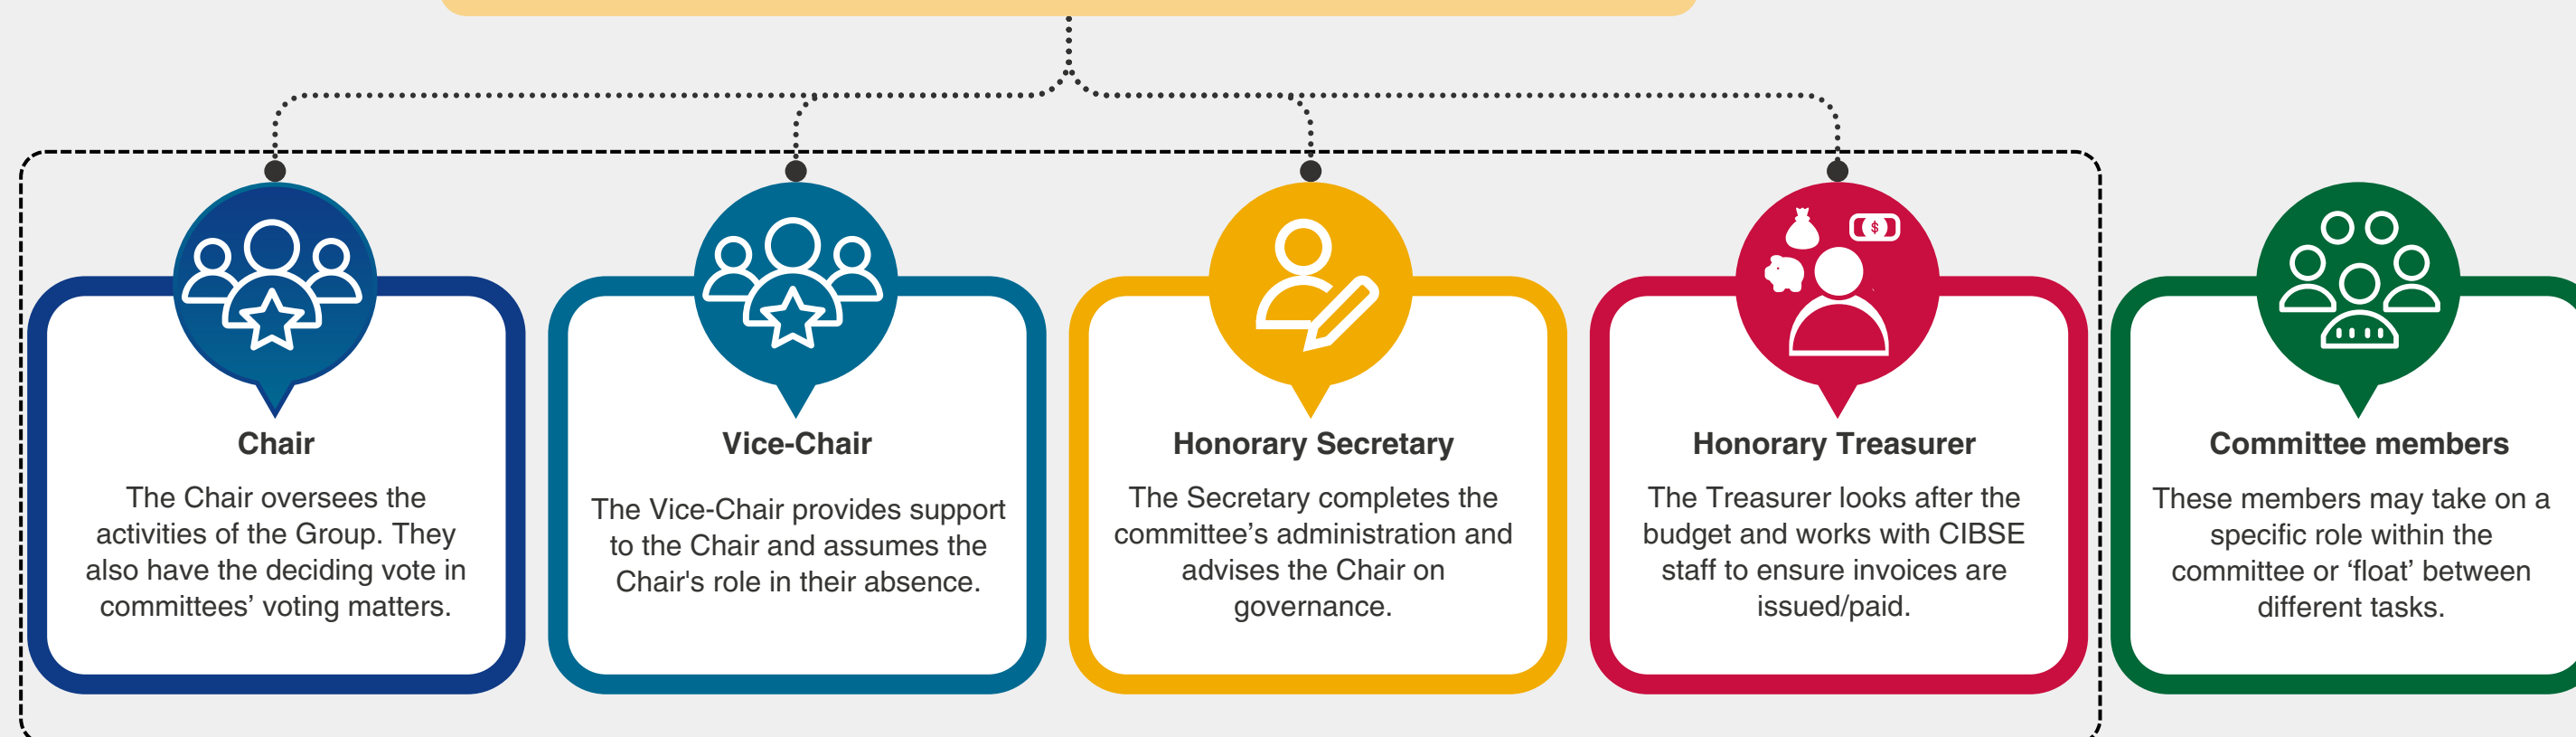 Chair
The Chair oversees the
activities of the Group. They
also have the deciding vote in
committees’ voting matters.
Vice-Chair
The Vice-Chair provides support
to the Chair and assumes the
Chair's role in their absence.
Honorary Secretary
The Secretary completes the
committee’s administration and
advises the Chair on
governance.
$
Honorary Treasurer
The Treasurer looks after the
budget and works with CIBSE
staff to ensure invoices are
issued/paid.
Committee members
These members may take on a
specific role within the
committee or ‘float’ between
different tasks.